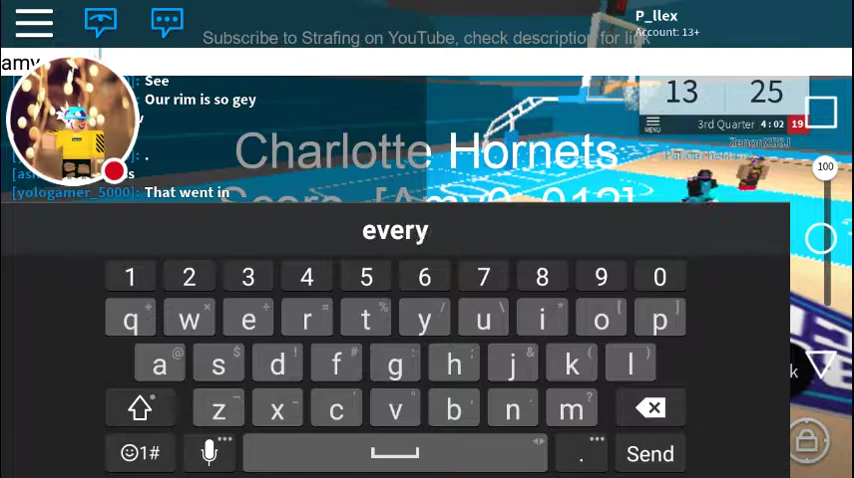 P_llex
Account: 13+
Subscribe to Strafing on YouTube, check description for link
amy
See
Our rim is so gey
13 25
MENU
3rd Quarter 4:02 19
Charlotte Hornets
100
[yologamer_5000]: That went in
every
1 2 3 4 5 6 7 8 9 0
q w e r t y u i o p
a s d f g h j k l
z x c v b n m
☺1# . Send